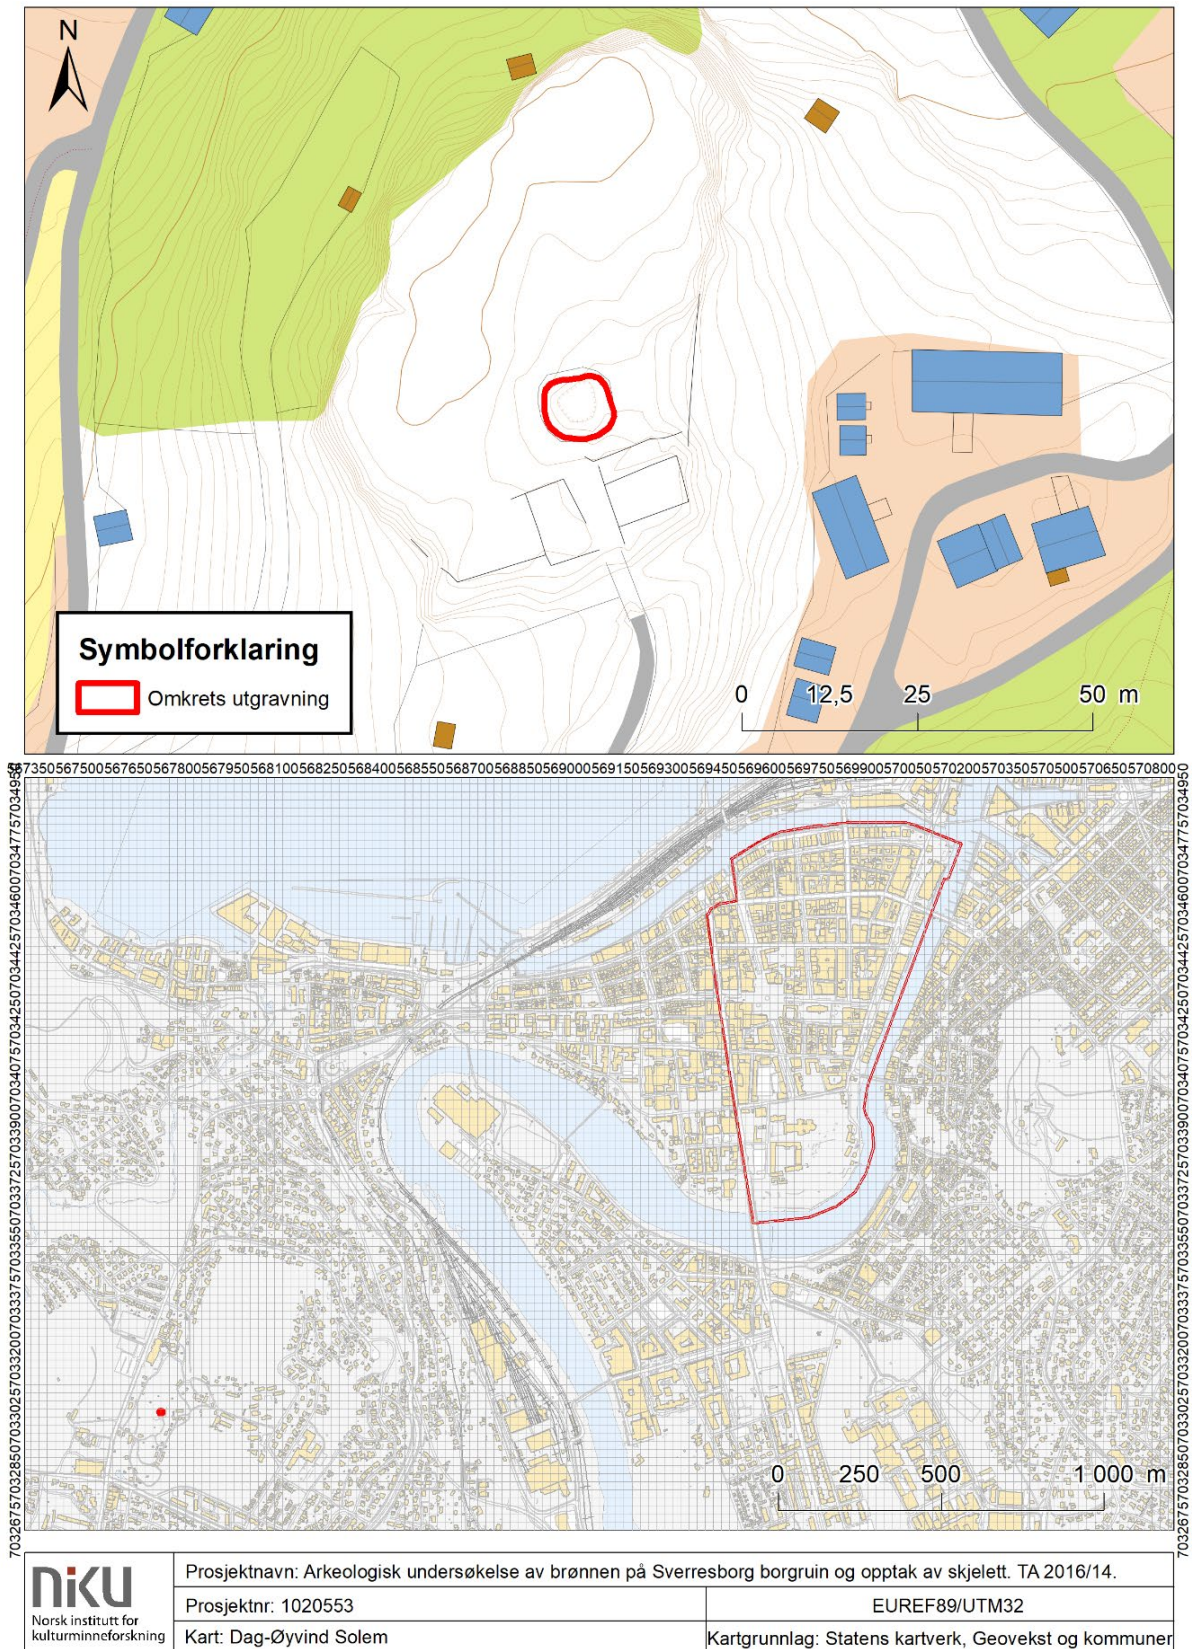 N
Symbolforklaring
Omkrets utgravning
0 12,5 25 50 m
0 250 500 1 000 m
niku
Norsk institutt for
kulturminneforskning
Prosjektnavn: Arkeologisk undersøkelse av brønnen på Sverresborg borgruin og opptak av skjelett. TA 2016/14.
Prosjektnr: 1020553
EUREF89/UTM32
Kart: Dag-Øyvind Solem
Kartgrunnlag: Statens kartverk, Geovekst og kommuner